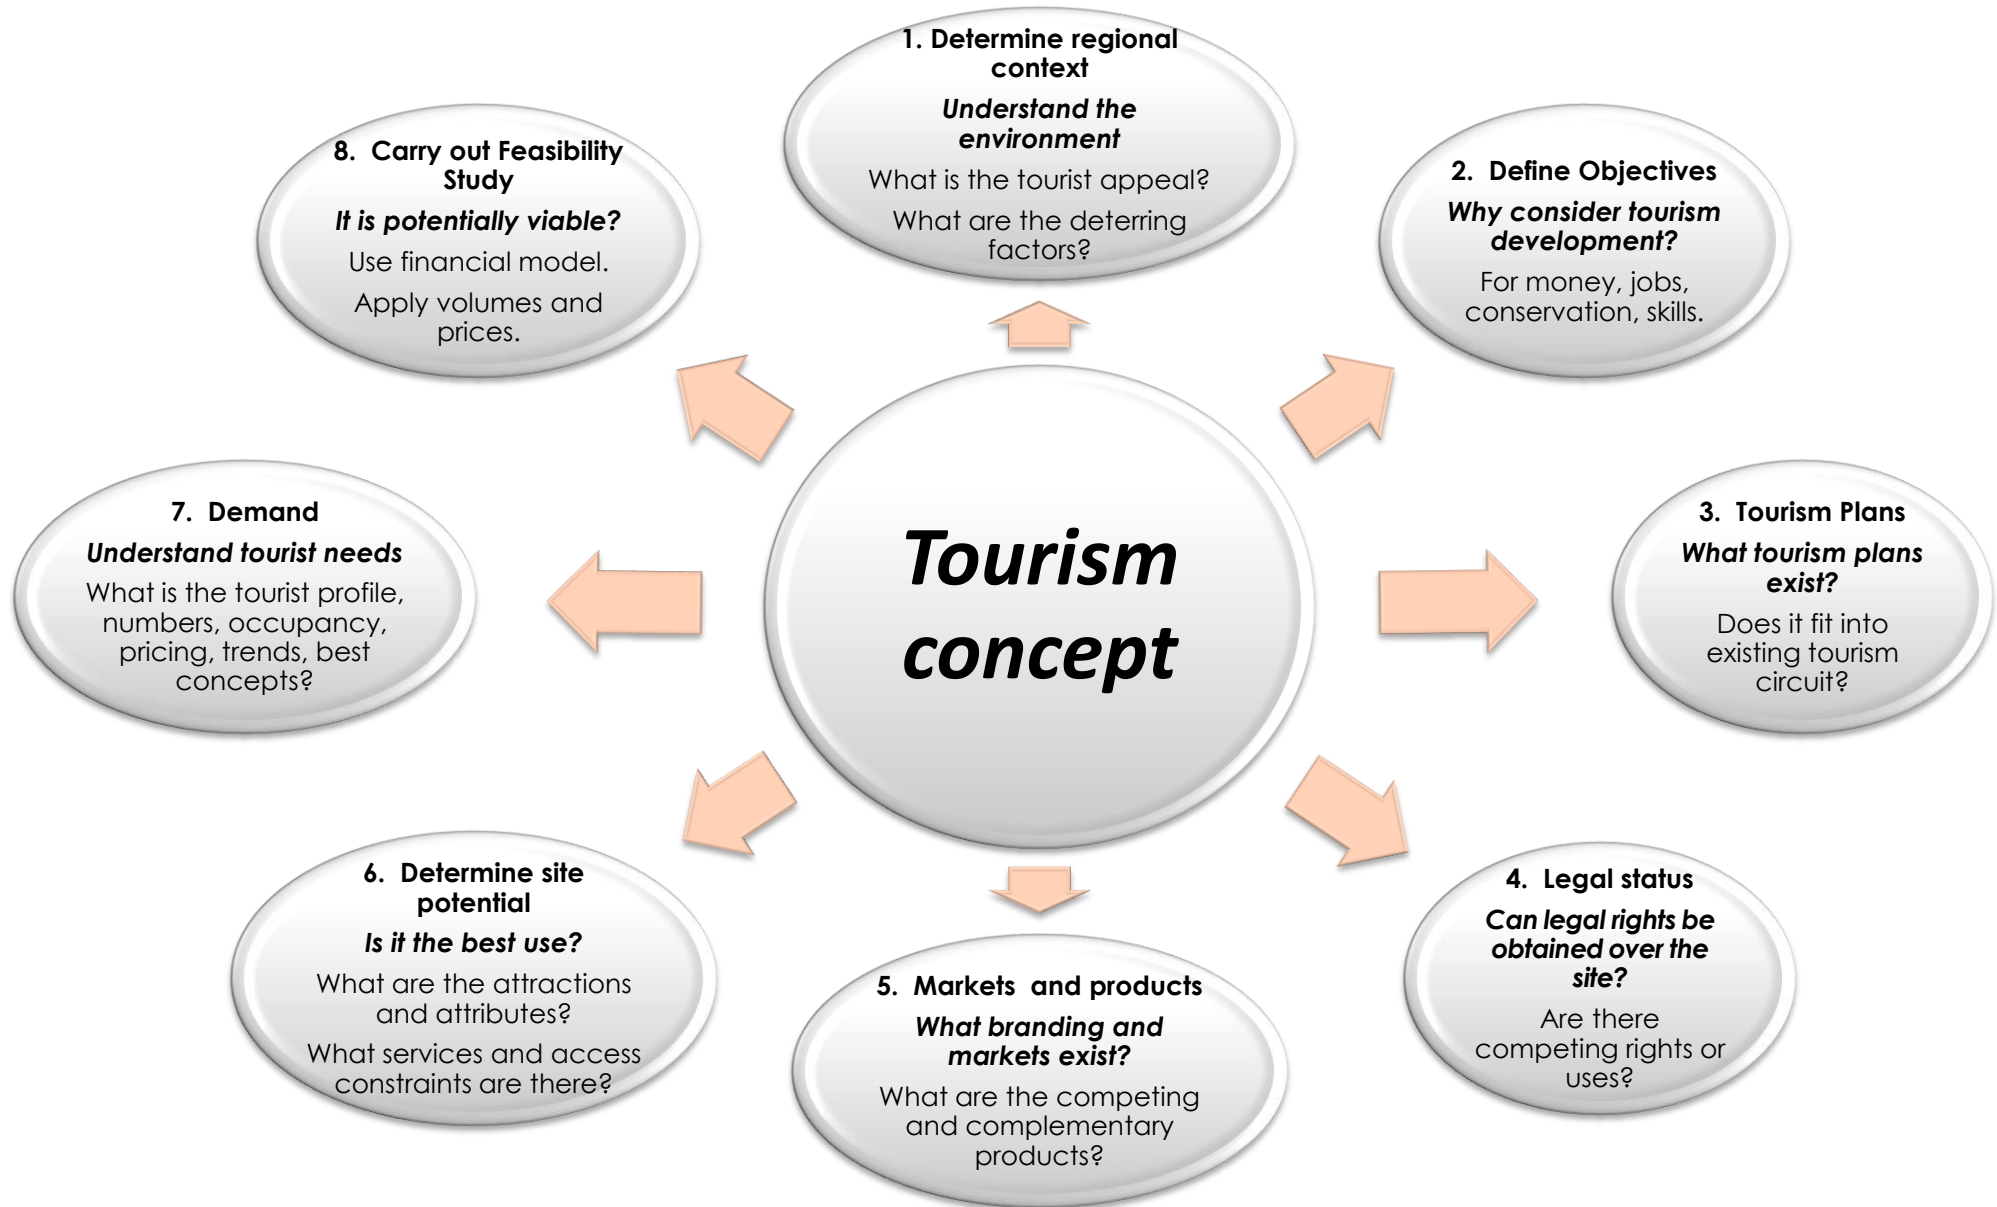 1. Determine regional
context
Understand the
environment
What is the tourist appeal?
What are the deterring
factors?
2. Define Objectives
Why consider tourism
development?
For money, jobs,
conservation, skills.
3. Tourism Plans
What tourism plans
exist?
Does it fit into
existing tourism
circuit?
4. Legal status
Can legal rights be
obtained over the
site?
Are there
competing rights or
uses?
5. Markets and products
What branding and
markets exist?
What are the competing
and complementary
products?
6. Determine site
potential
Is it the best use?
What are the attractions
and attributes?
What services and access
constraints are there?
7. Demand
Understand tourist needs
What is the tourist profile,
numbers, occupancy,
pricing, trends, best
concepts?
8. Carry out Feasibility
Study
It is potentially viable?
Use financial model.
Apply volumes and
prices.
Tourism
concept